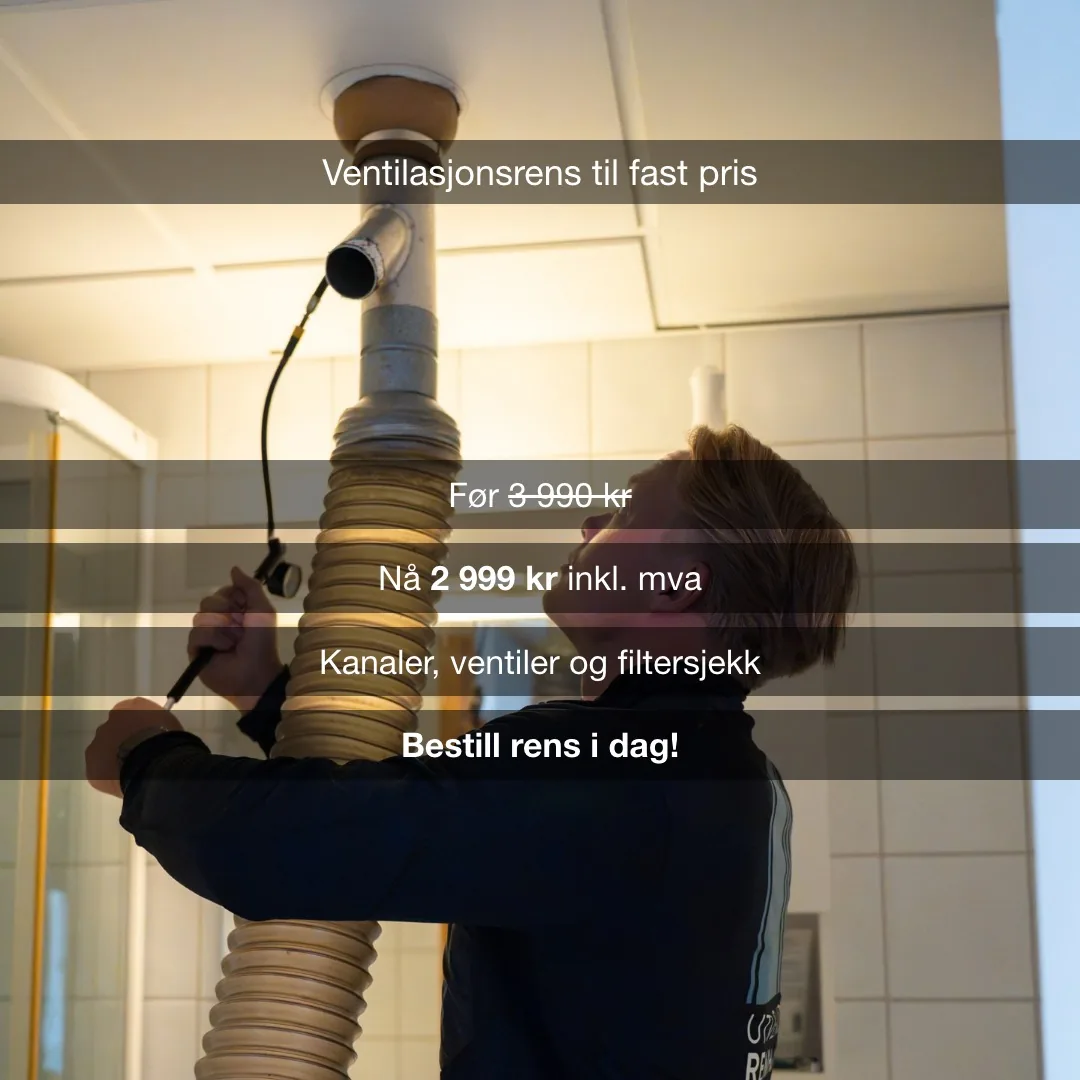 Ventilasjonsrens til fast pris
Før 3 990 kr
Nå 2 999 kr inkl. mva
Kanaler, ventiler og filtersjekk
Bestill rens i dag!